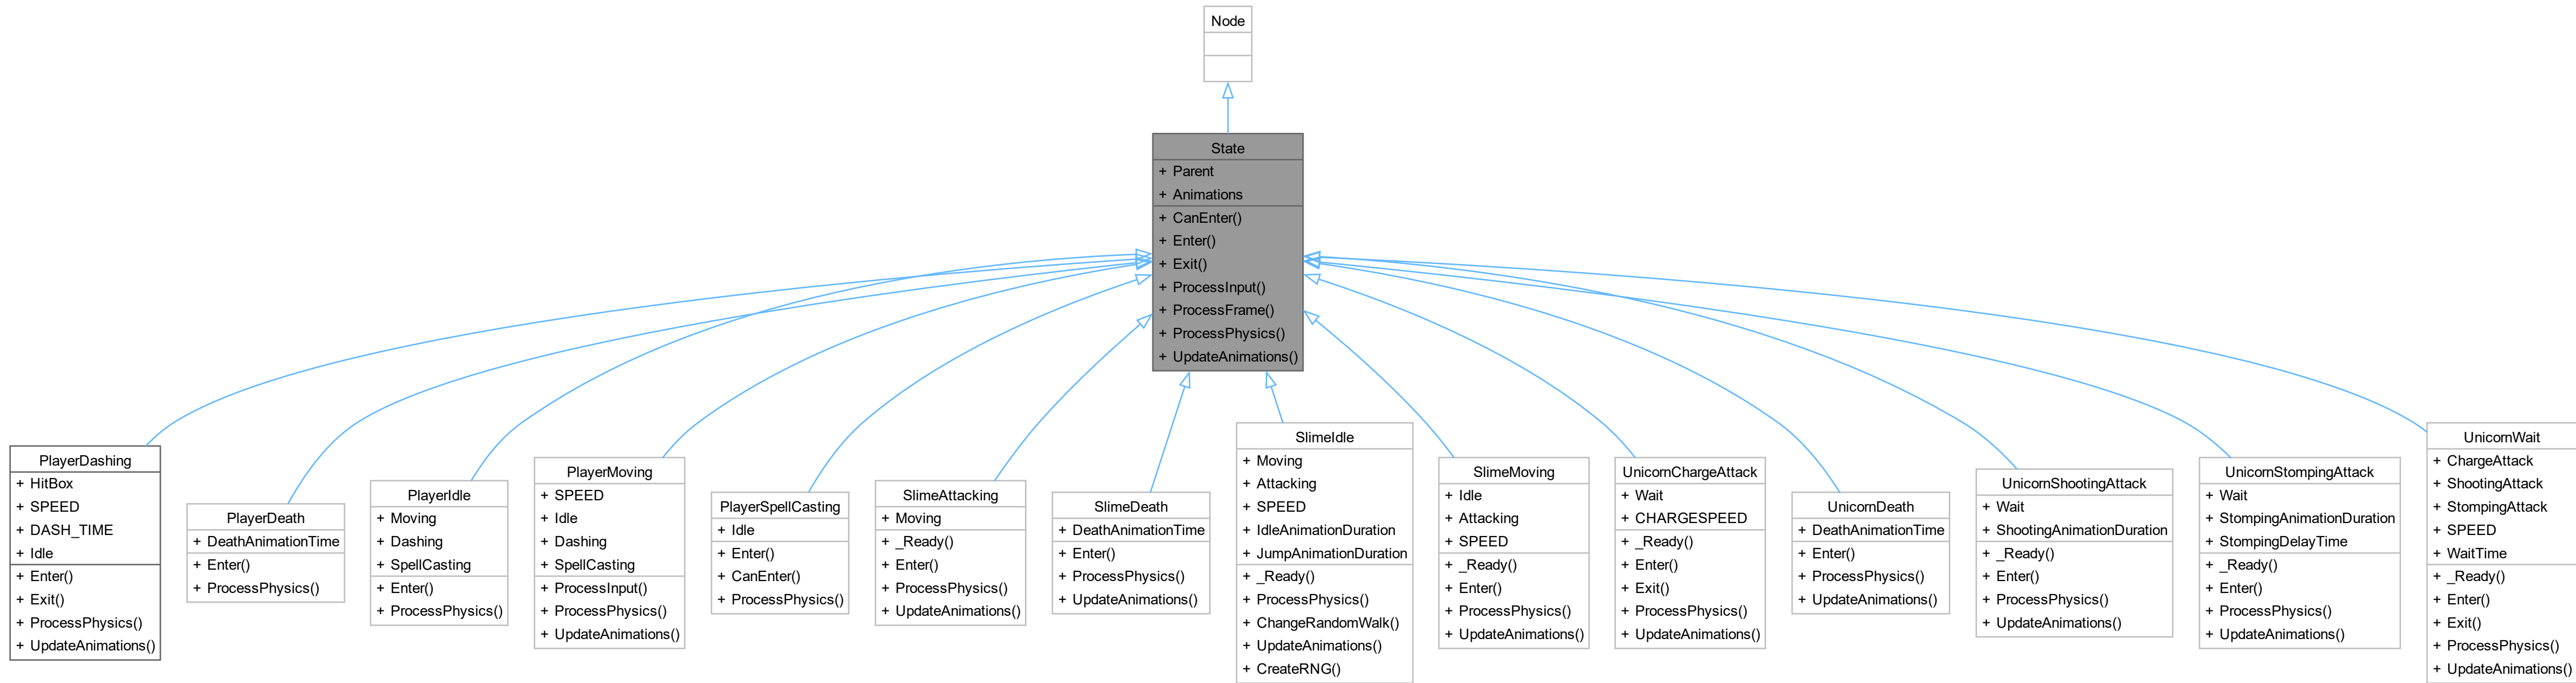 Node
State
+ Parent
+ Animations
+ CanEnter()
+ Enter()
+ Exit()
+ ProcessInput()
+ ProcessFrame()
+ ProcessPhysics()
+ UpdateAnimations()
PlayerDashing
+ HitBox
+ SPEED
+ DASH_TIME
+ Idle
+ Enter()
+ Exit()
+ ProcessPhysics()
+ UpdateAnimations()
PlayerDeath
+ DeathAnimationTime
+ Enter()
+ ProcessPhysics()
PlayerIdle
+ Moving
+ Dashing
+ SpellCasting
+ Enter()
+ ProcessPhysics()
PlayerMoving
+ SPEED
+ Idle
+ Dashing
+ SpellCasting
+ ProcessInput()
+ ProcessPhysics()
+ UpdateAnimations()
PlayerSpellCasting
+ Idle
+ Enter()
+ CanEnter()
+ ProcessPhysics()
SlimeAttacking
+ Moving
+ _Ready()
+ Enter()
+ ProcessPhysics()
+ UpdateAnimations()
SlimeDeath
+ DeathAnimationTime
+ Enter()
+ ProcessPhysics()
+ UpdateAnimations()
SlimeIdle
+ Moving
+ Attacking
+ SPEED
+ IdleAnimationDuration
+ JumpAnimationDuration
+ _Ready()
+ ProcessPhysics()
+ ChangeRandomWalk()
+ UpdateAnimations()
+ CreateRNG()
SlimeMoving
+ Idle
+ Attacking
+ SPEED
+ _Ready()
+ Enter()
+ ProcessPhysics()
+ UpdateAnimations()
UnicornChargeAttack
+ Wait
+ CHARGESPEED
+ _Ready()
+ Enter()
+ Exit()
+ ProcessPhysics()
+ UpdateAnimations()
UnicornDeath
+ DeathAnimationTime
+ Enter()
+ ProcessPhysics()
+ UpdateAnimations()
UnicornShootingAttack
+ Wait
+ ShootingAnimationDuration
+ _Ready()
+ Enter()
+ ProcessPhysics()
+ UpdateAnimations()
UnicornStompingAttack
+ Wait
+ StompingAnimationDuration
+ StompingDelayTime
+ _Ready()
+ Enter()
+ ProcessPhysics()
+ UpdateAnimations()
UnicornWait
+ ChargeAttack
+ ShootingAttack
+ StompingAttack
+ SPEED
+ WaitTime
+ _Ready()
+ Enter()
+ Exit()
+ ProcessPhysics()
+ UpdateAnimations()